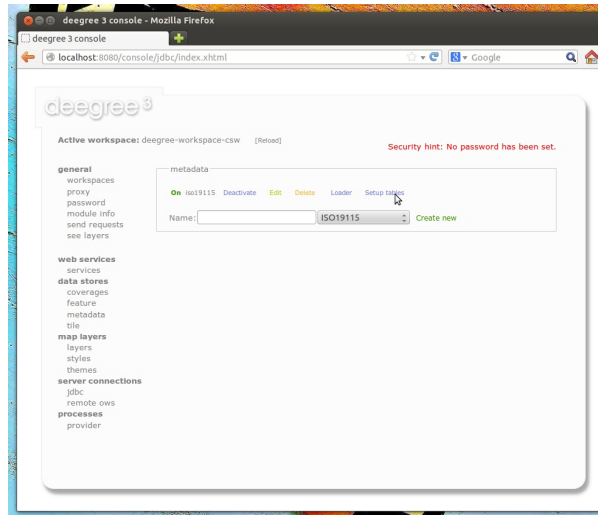 deegree 3 console - Mozilla Firefox
deegree 3 console
localhost:8080/console/jdbc/index.xhtml
Google
deegree 3
Active workspace: deegree-workspace-csw [Reload]
Security hint: No password has been set.
general
workspaces
proxy
password
module info
send requests
see layers
web services
services
data stores
coverages
feature
metadata
tile
map layers
layers
styles
themes
server connections
jdbc
remote ows
processes
provider
metadata
On iso19115 Deactivate Edit Delete Loader Setup tables
Name: ISO19115 Create new